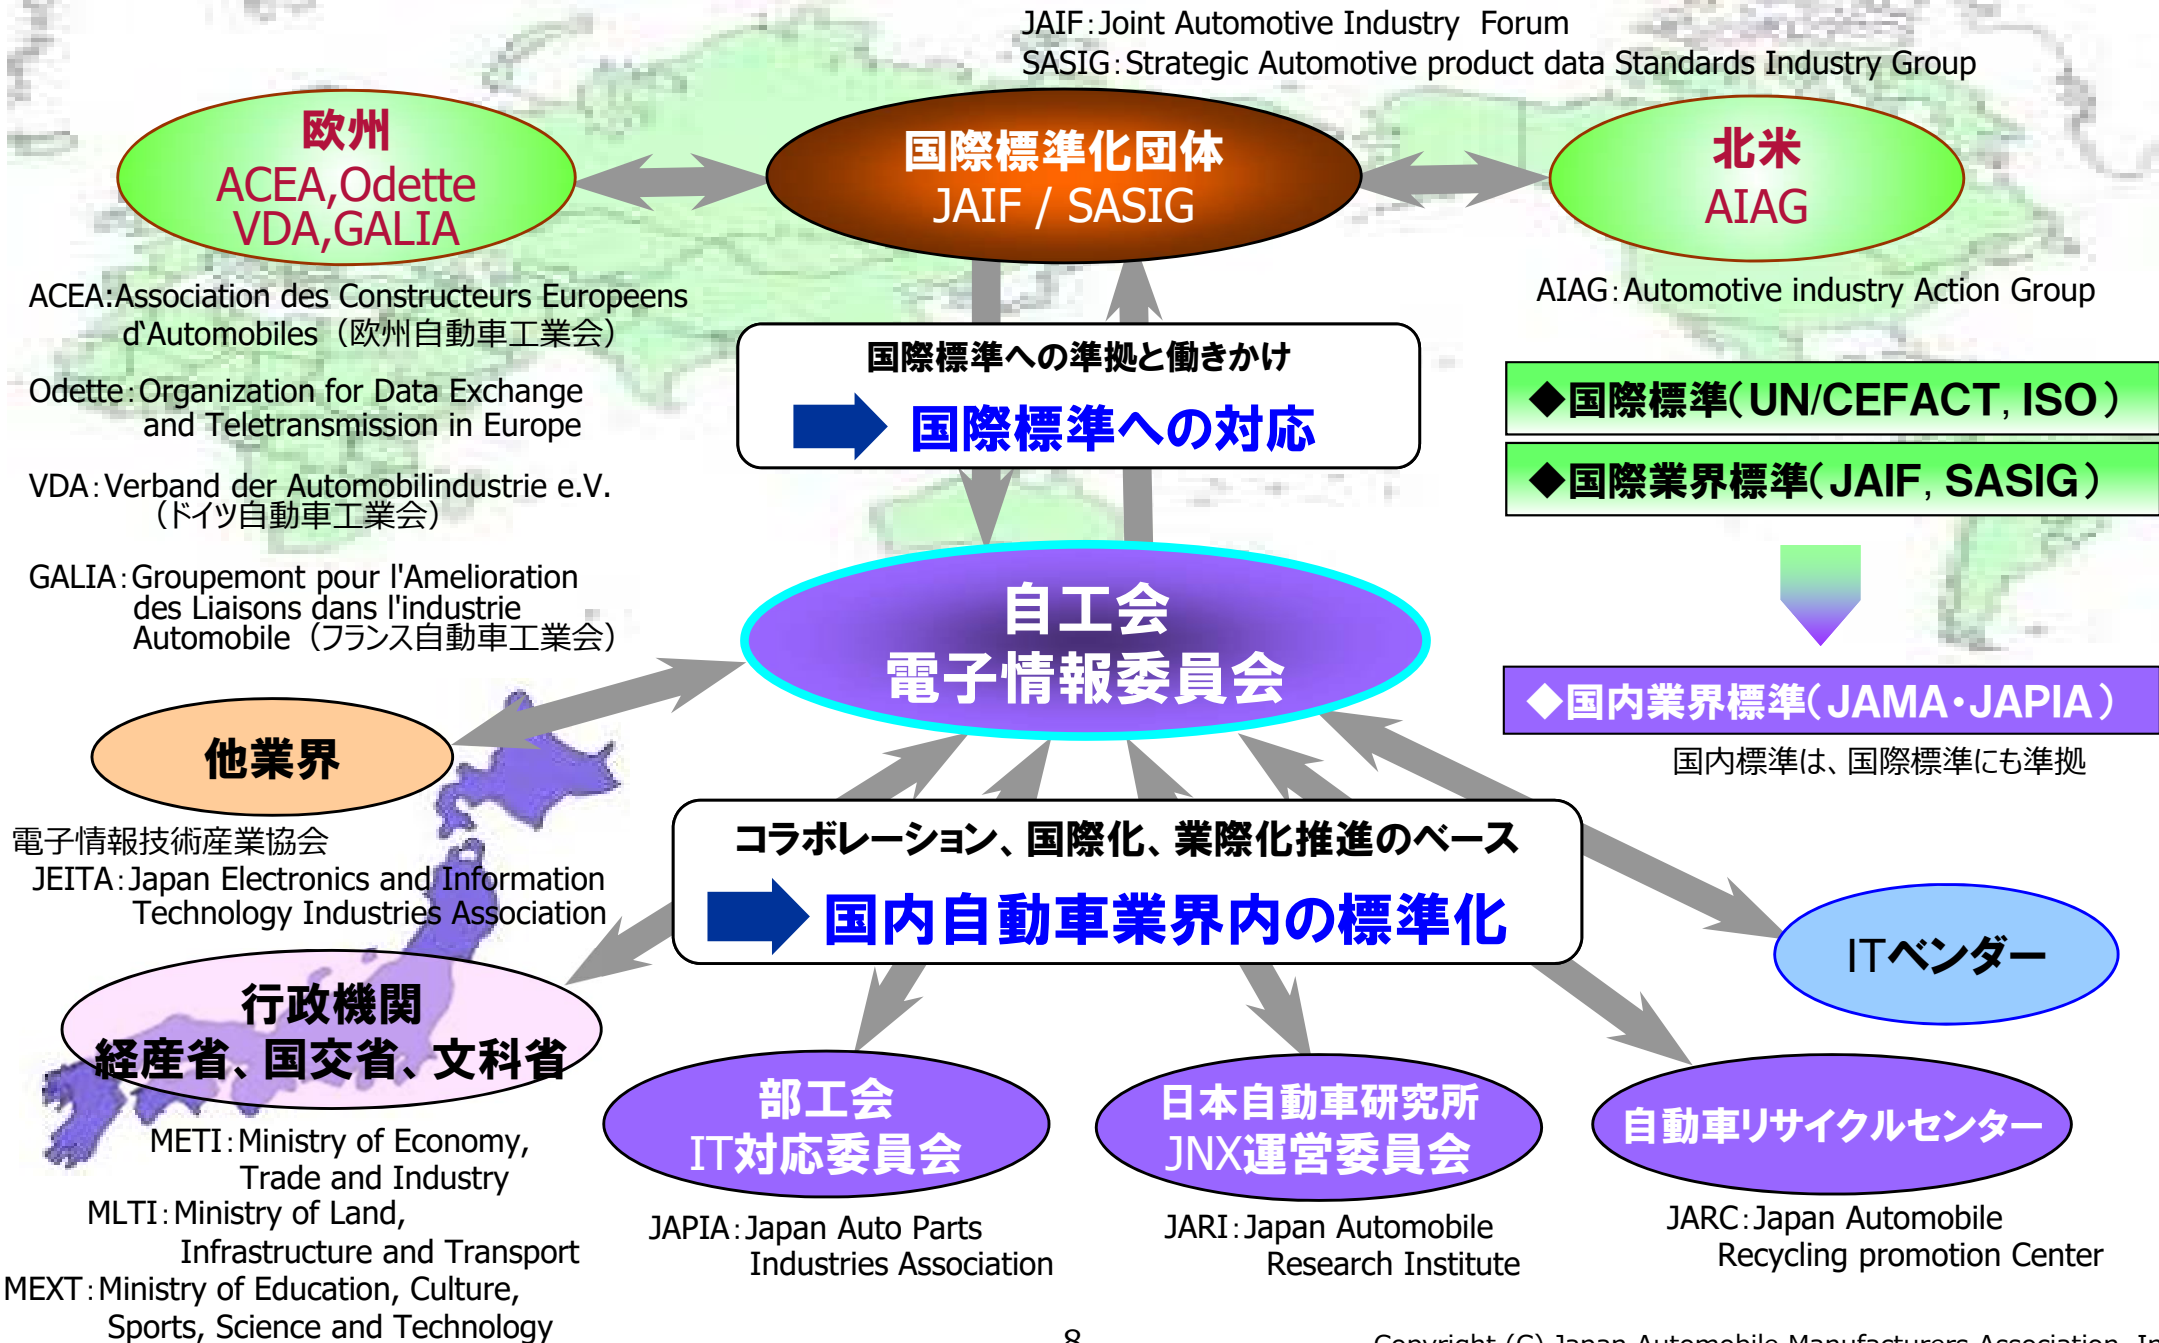 JAIF：Joint Automotive Industry Forum
SASIG：Strategic Automotive product data Standards Industry Group
欧州
ACEA,Odette
VDA,GALIA
国際標準化団体
JAIF / SASIG
北米
AIAG
ACEA:Association des Constructeurs Europeens
d'Automobiles（欧州自動車工業会）
Odette：Organization for Data Exchange
and Teletransmission in Europe
VDA：Verband der Automobilindustrie e.V.
（ドイツ自動車工業会）
GALIA：Groupemont pour l'Amelioration
des Liaisons dans l'industrie
Automobile（フランス自動車工業会）
AIAG：Automotive industry Action Group
国際標準への準拠と働きかけ
国際標準への対応
◆国際標準（UN/CEFACT, ISO）
◆国際業界標準（JAIF, SASIG）
◆国内業界標準（JAMA・JAPIA）
国内標準は、国際標準にも準拠
自工会
電子情報委員会
他業界
電子情報技術産業協会
JEITA：Japan Electronics and Information
Technology Industries Association
コラボレーション、国際化、業際化推進のベース
国内自動車業界内の標準化
ITベンダー
行政機関
経産省、国交省、文科省
METI：Ministry of Economy,
Trade and Industry
MLTI：Ministry of Land,
Infrastructure and Transport
MEXT：Ministry of Education, Culture,
Sports, Science and Technology
部工会
IT対応委員会
JAPIA：Japan Auto Parts
Industries Association
日本自動車研究所
JNX運営委員会
JARI：Japan Automobile
Research Institute
自動車リサイクルセンター
JARC：Japan Automobile
Recycling promotion Center
8
Copyright (C) Japan Automobile Manufacturers Association, In